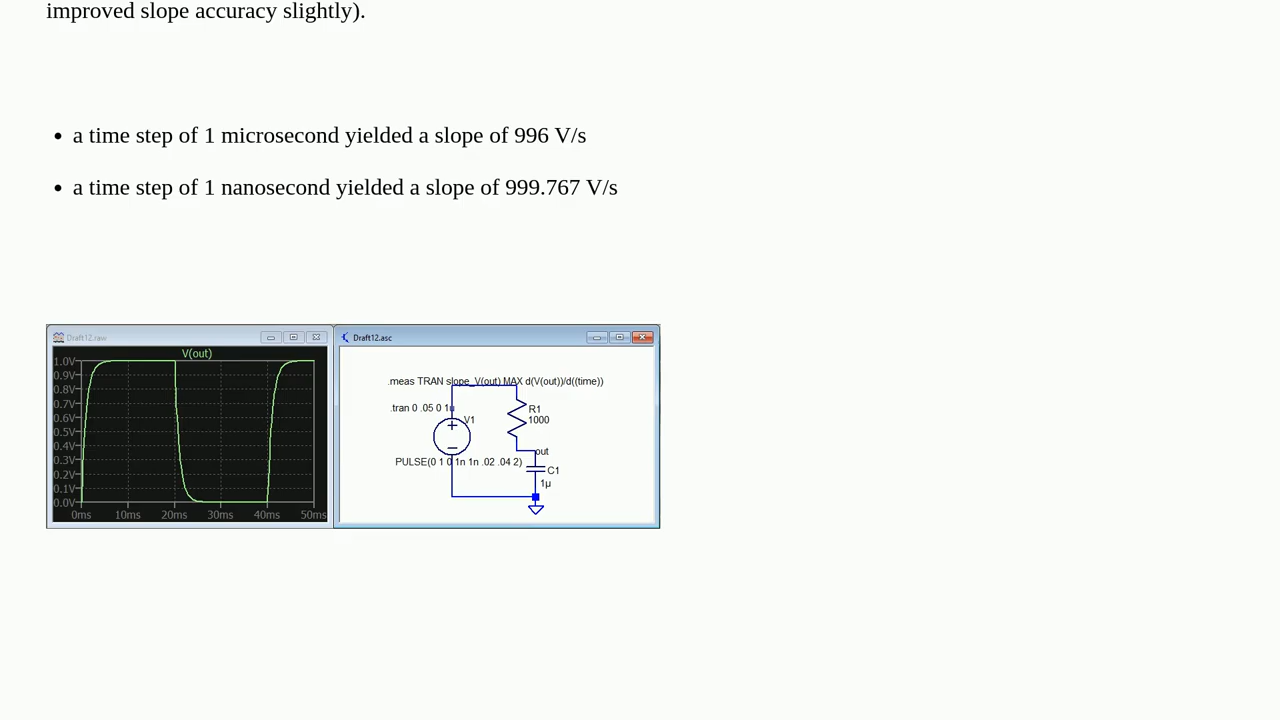 improved slope accuracy slightly).
• a time step of 1 microsecond yielded a slope of 996 V/s
• a time step of 1 nanosecond yielded a slope of 999.767 V/s
Draft12.raw
V(out)
1.0V
0.9V
0.8V
0.7V
0.6V
0.5V
0.4V
0.3V
0.2V
0.1V
0.0V
0ms 10ms 20ms 30ms 40ms 50ms
Draft12.asc
.meas TRAN slope_V(out) MAX d(V(out))/d((time))
.tran 0 .05 0 1u
V1
R1
1000
out
PULSE(0 1 0 1n 1n .02 .04 2)
C1
1µ